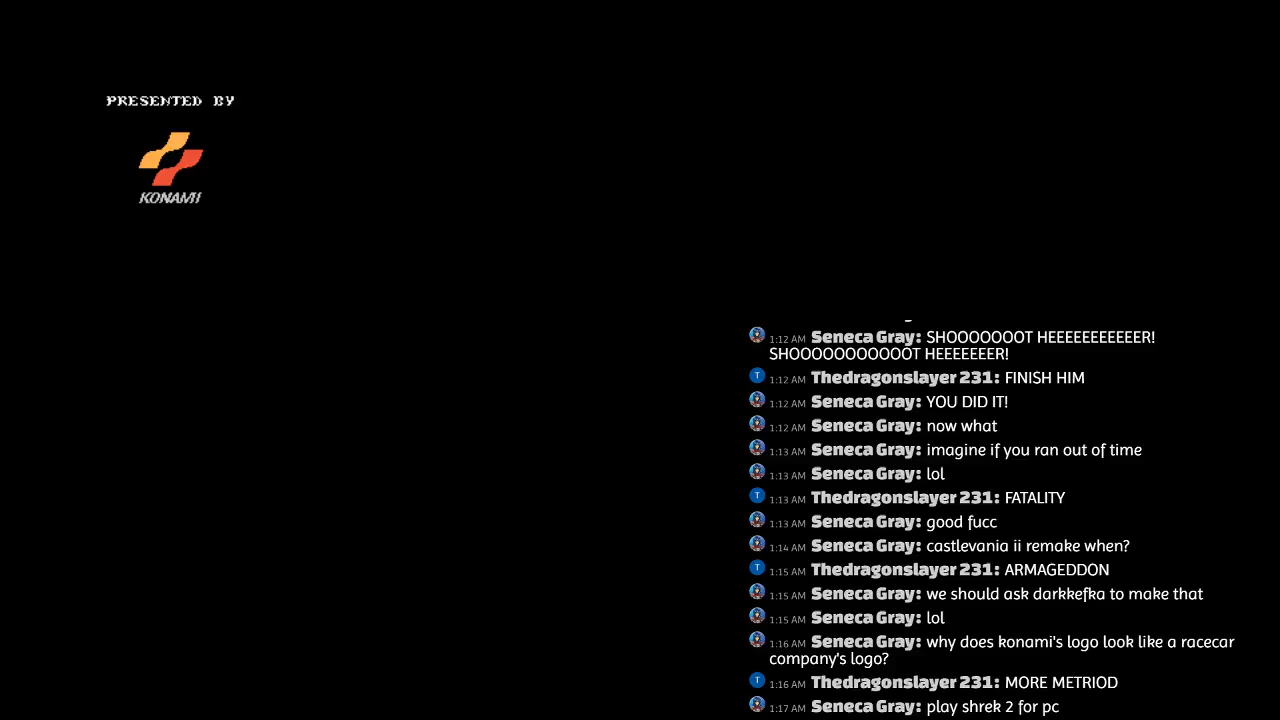 PRESENTED BY
KONAMI
1:12 AM Seneca Gray: SHOOOOOOOT HEEEEEEEEEEER!
SHOOOOOOOOOOOT HEEEEEEER!
T 1:12 AM Thedragonslayer 231: FINISH HIM
1:12 AM Seneca Gray: YOU DID IT!
1:12 AM Seneca Gray: now what
1:13 AM Seneca Gray: imagine if you ran out of time
1:13 AM Seneca Gray: lol
T 1:13 AM Thedragonslayer 231: FATALITY
1:13 AM Seneca Gray: good fucc
1:14 AM Seneca Gray: castlevania ii remake when?
T 1:15 AM Thedragonslayer 231: ARMAGEDDON
1:15 AM Seneca Gray: we should ask darkkefka to make that
1:15 AM Seneca Gray: lol
1:16 AM Seneca Gray: why does konami's logo look like a racecar
company's logo?
T 1:16 AM Thedragonslayer 231: MORE METRIOD
1:17 AM Seneca Gray: play shrek 2 for pc